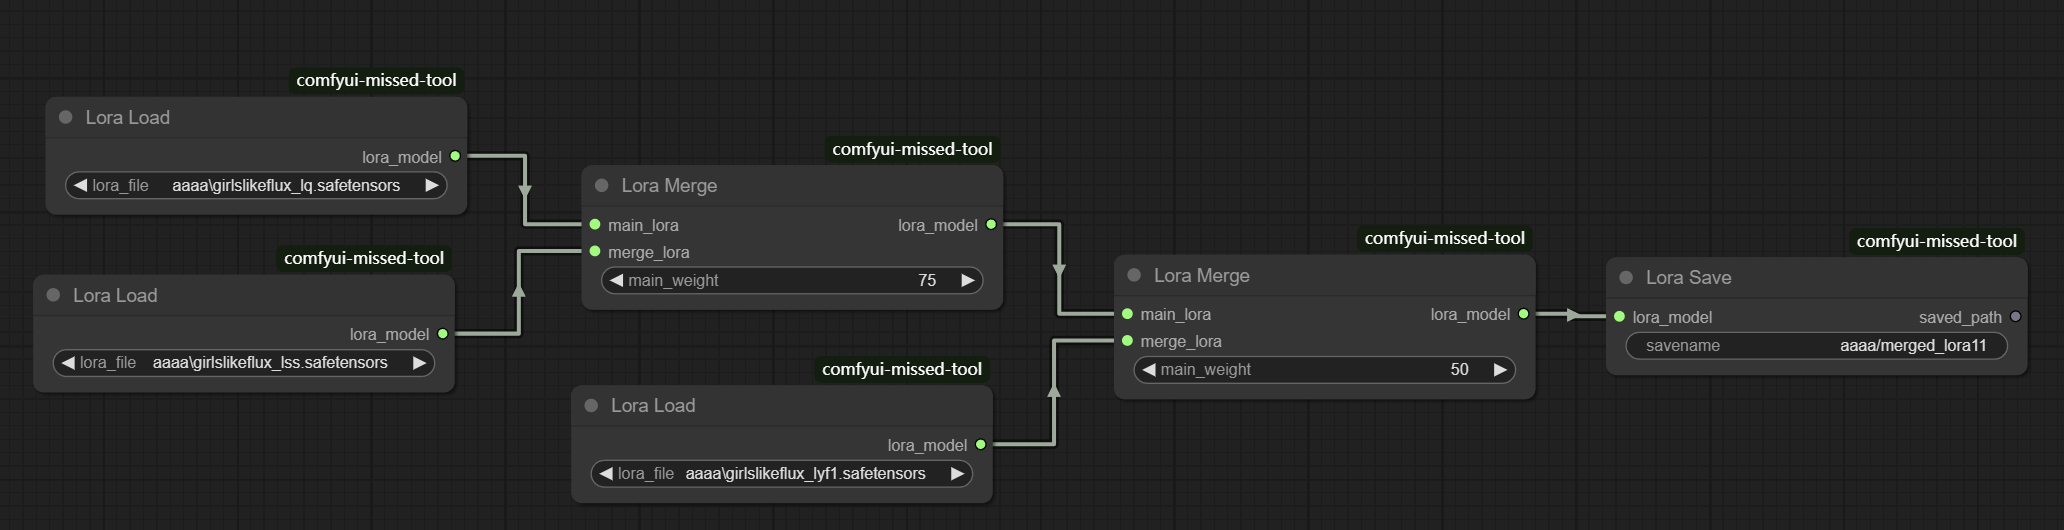 comfyui-missed-tool
Lora Load
lora_model
lora_file aaaa\girlslikeflux_lq.safetensors
comfyui-missed-tool
Lora Load
lora_model
lora_file aaaa\girlslikeflux_lss.safetensors
comfyui-missed-tool
Lora Merge
main_lora lora_model
merge_lora
main_weight 75
comfyui-missed-tool
Lora Load
lora_model
lora_file aaaa\girlslikeflux_lyf1.safetensors
comfyui-missed-tool
Lora Merge
main_lora lora_model
merge_lora
main_weight 50
comfyui-missed-tool
Lora Save
lora_model saved_path
savename aaaa/merged_lora11